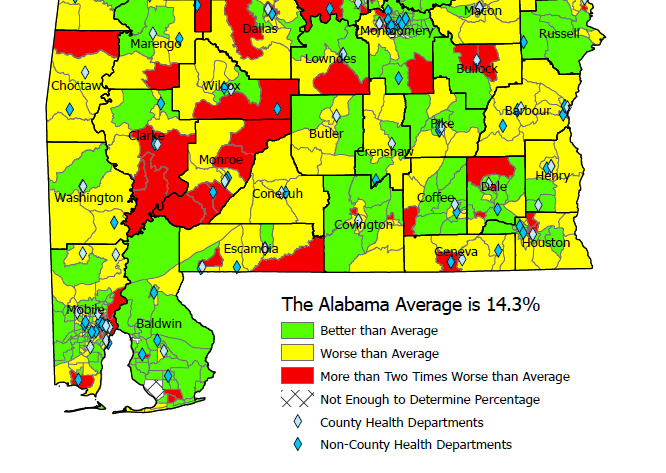 Macon
Dallas
Montgomery
Russell
Marengo
Lowndes
Bullock
Choctaw
Wilcox
Barbour
Pike
Butler
Clarke
Crenshaw
Monroe
Henry
Dale
Conecuh
Coffee
Washington
Covington
Houston
Escambia
Geneva
The Alabama Average is 14.3%
Mobile
Baldwin
Better than Average
Worse than Average
More than Two Times Worse than Average
Not Enough to Determine Percentage
County Health Departments
Non-County Health Departments